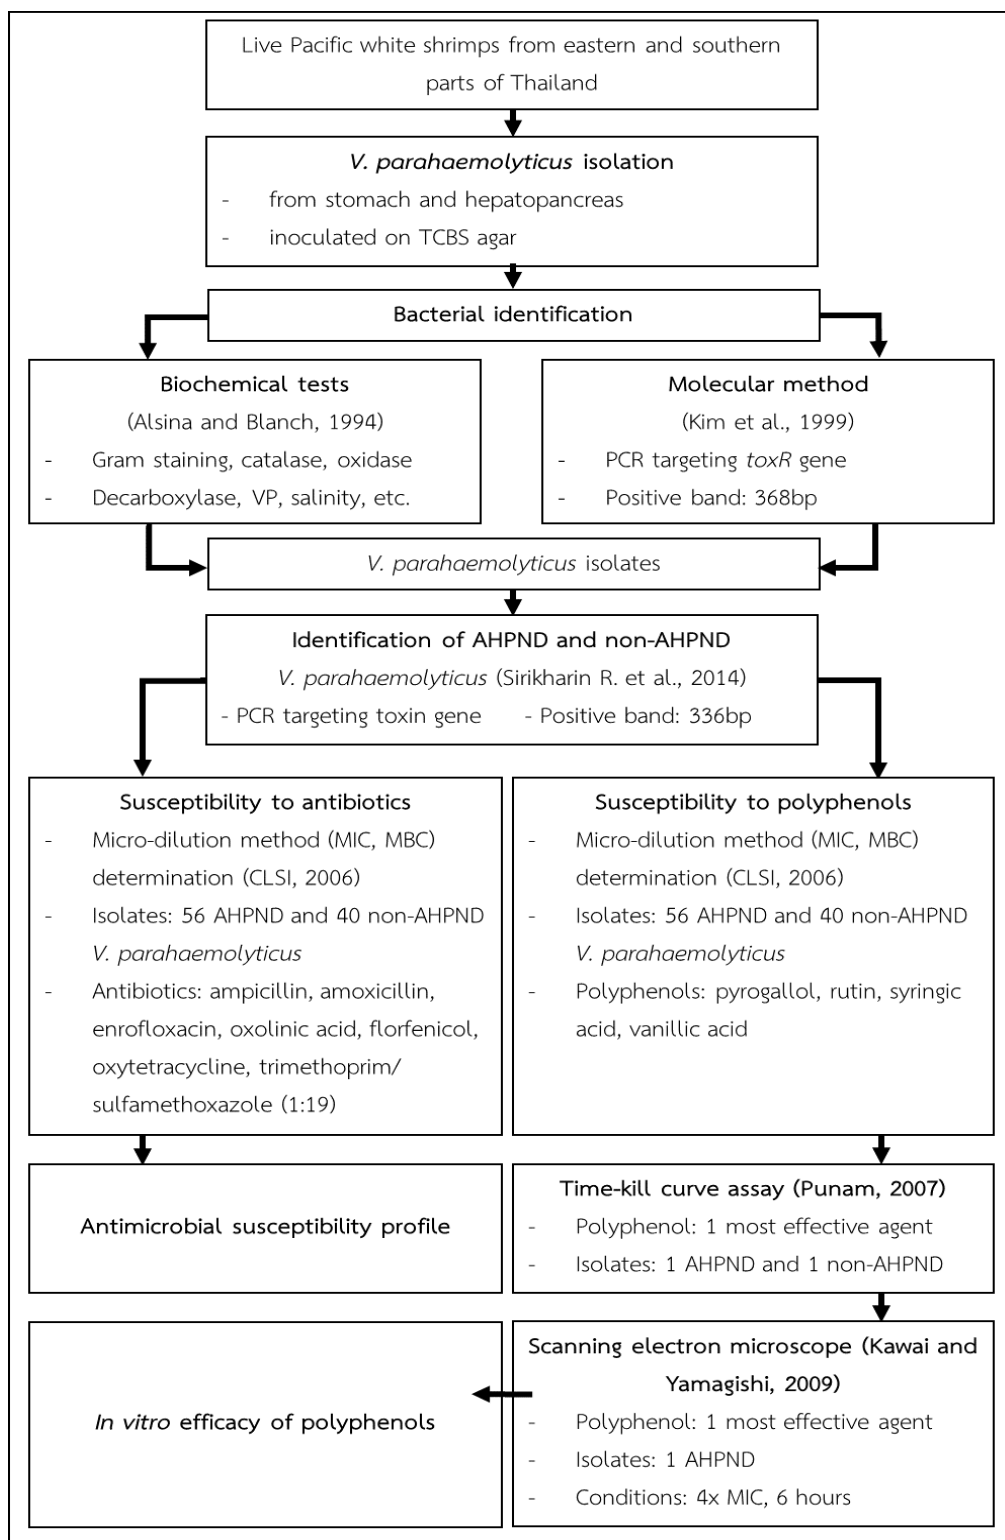 Live Pacific white shrimps from eastern and southern
parts of Thailand
V. parahaemolyticus isolation
- from stomach and hepatopancreas
- inoculated on TCBS agar
Bacterial identification
Biochemical tests
(Alsina and Blanch, 1994)
- Gram staining, catalase, oxidase
- Decarboxylase, VP, salinity, etc.
Molecular method
(Kim et al., 1999)
- PCR targeting toxR gene
- Positive band: 368bp
V. parahaemolyticus isolates
Identification of AHPND and non-AHPND
V. parahaemolyticus (Sirikharin R. et al., 2014)
- PCR targeting toxin gene - Positive band: 336bp
Susceptibility to antibiotics
- Micro-dilution method (MIC, MBC)
determination (CLSI, 2006)
- Isolates: 56 AHPND and 40 non-AHPND
V. parahaemolyticus
- Antibiotics: ampicillin, amoxicillin,
enrofloxacin, oxolinic acid, florfenicol,
oxytetracycline, trimethoprim/
sulfamethoxazole (1:19)
Susceptibility to polyphenols
- Micro-dilution method (MIC, MBC)
determination (CLSI, 2006)
- Isolates: 56 AHPND and 40 non-AHPND
V. parahaemolyticus
- Polyphenols: pyrogallol, rutin, syringic
acid, vanillic acid
Antimicrobial susceptibility profile
Time-kill curve assay (Punam, 2007)
- Polyphenol: 1 most effective agent
- Isolates: 1 AHPND and 1 non-AHPND
Scanning electron microscope (Kawai and
Yamagishi, 2009)
- Polyphenol: 1 most effective agent
- Isolates: 1 AHPND
- Conditions: 4x MIC, 6 hours
In vitro efficacy of polyphenols